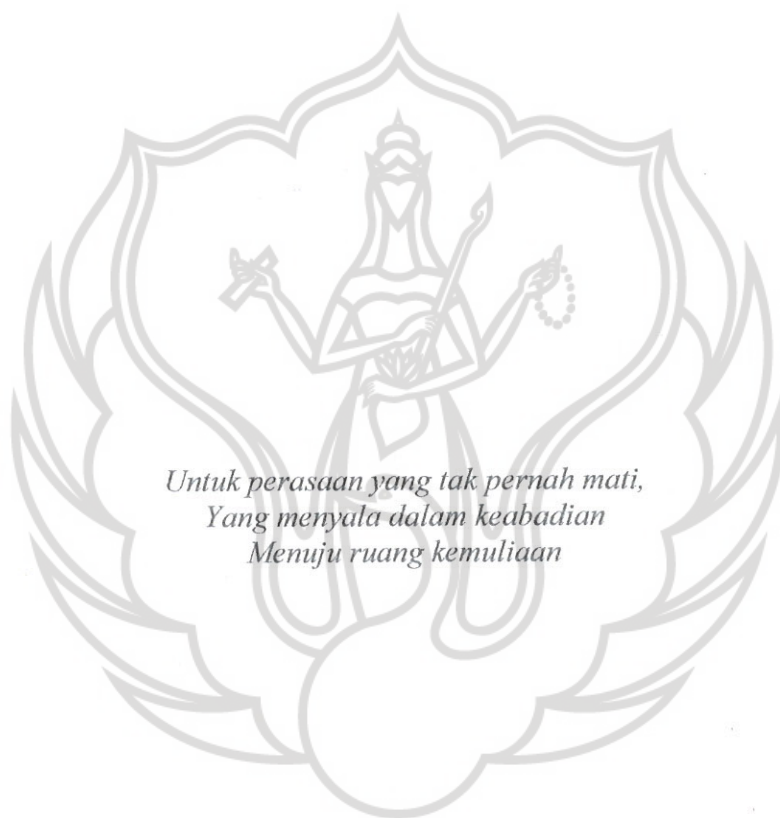 Untuk perasaan yang tak pernah mati,
Yang menyala dalam keabadian
Menuju ruang kemuliaan